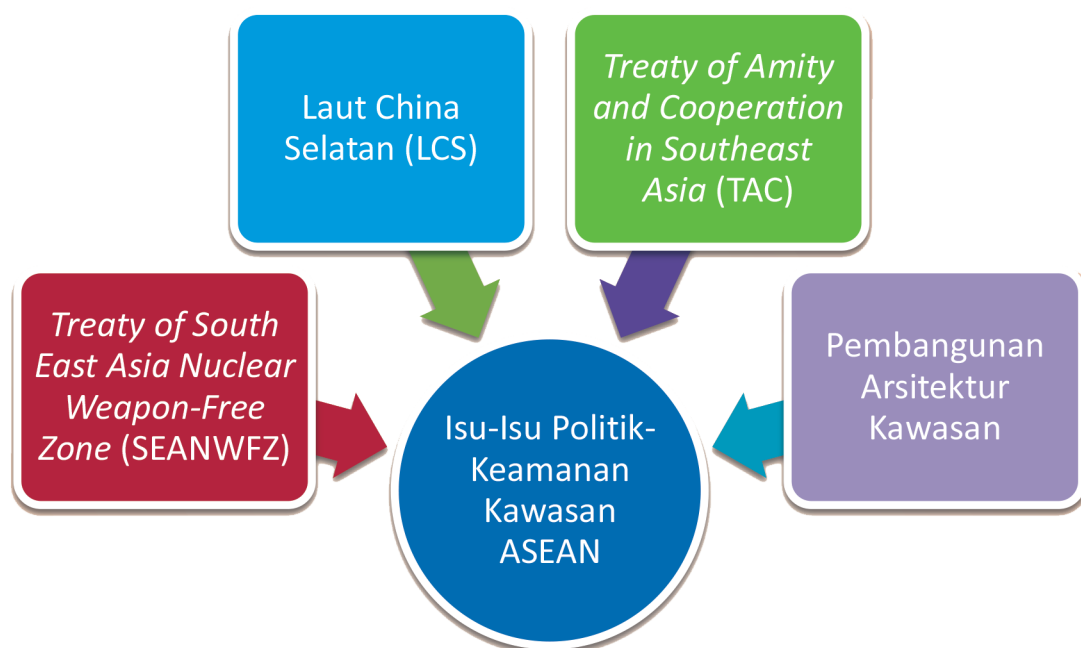 Laut China
Selatan (LCS)
Treaty of Amity
and Cooperation
in Southeast
Asia (TAC)
Treaty of South
East Asia Nuclear
Weapon-Free
Zone (SEANWFZ)
Isu-Isu Politik-
Keamanan
Kawasan
ASEAN
Pembangunan
Arsitektur
Kawasan